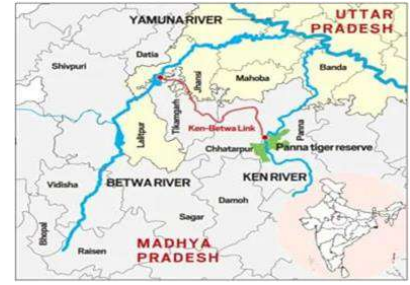 YAMUNA RIVER
UTTAR
PRADESH
Datia
Shivpuri
Jhansi
Mahoba
Banda
Tikamgarh
Lalitpur
Ken-Betwa Link
Panna
Chhatarpur
Panna tiger reserve
Vidisha
BETWA RIVER
KEN RIVER
Damoh
Sagar
Bhopal
Raisen
MADHYA
PRADESH